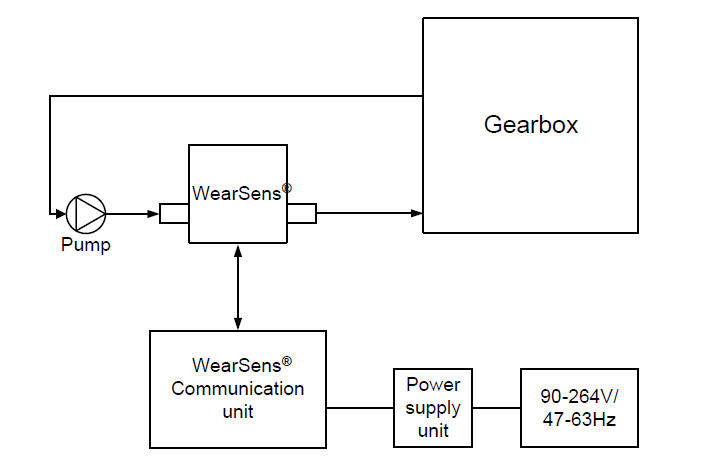 Gearbox
WearSens®
Pump
WearSens®
Communication
unit
Power
supply
unit
90-264V/
47-63Hz